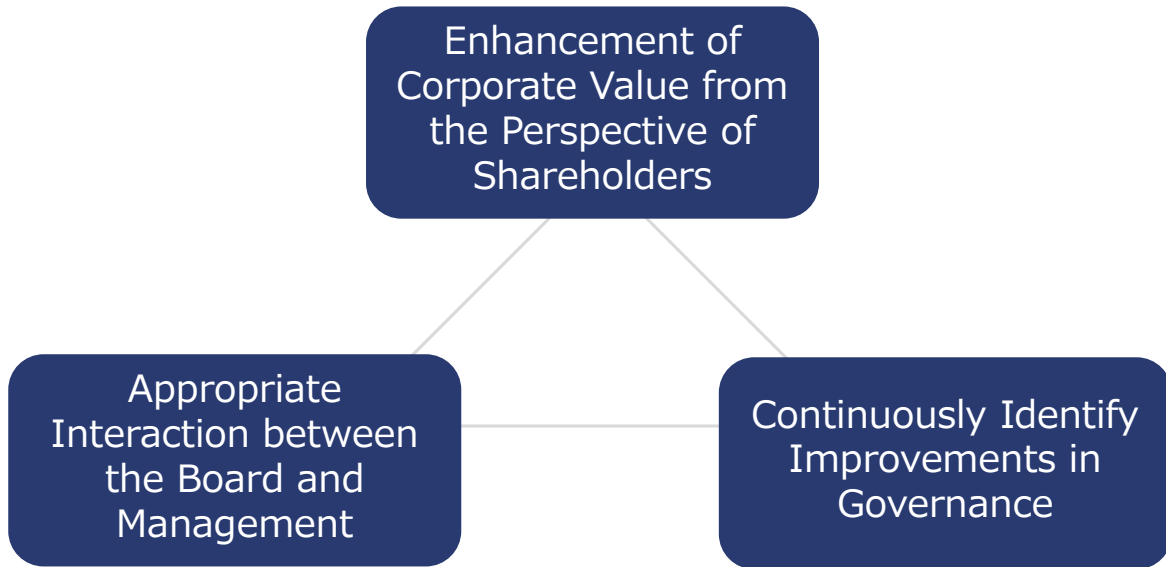 Enhancement of
Corporate Value from
the Perspective of
Shareholders
Appropriate
Interaction between
the Board and
Management
Continuously Identify
Improvements in
Governance